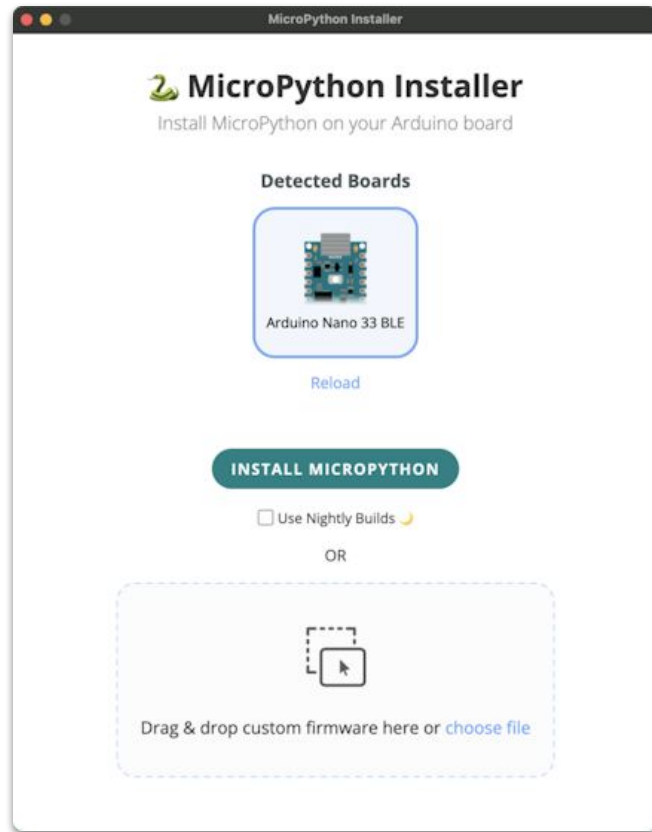 MicroPython Installer
MicroPython Installer
Install MicroPython on your Arduino board
Detected Boards
Arduino Nano 33 BLE
Reload
INSTALL MICROPYTHON
Use Nightly Builds
OR
Drag & drop custom firmware here or choose file